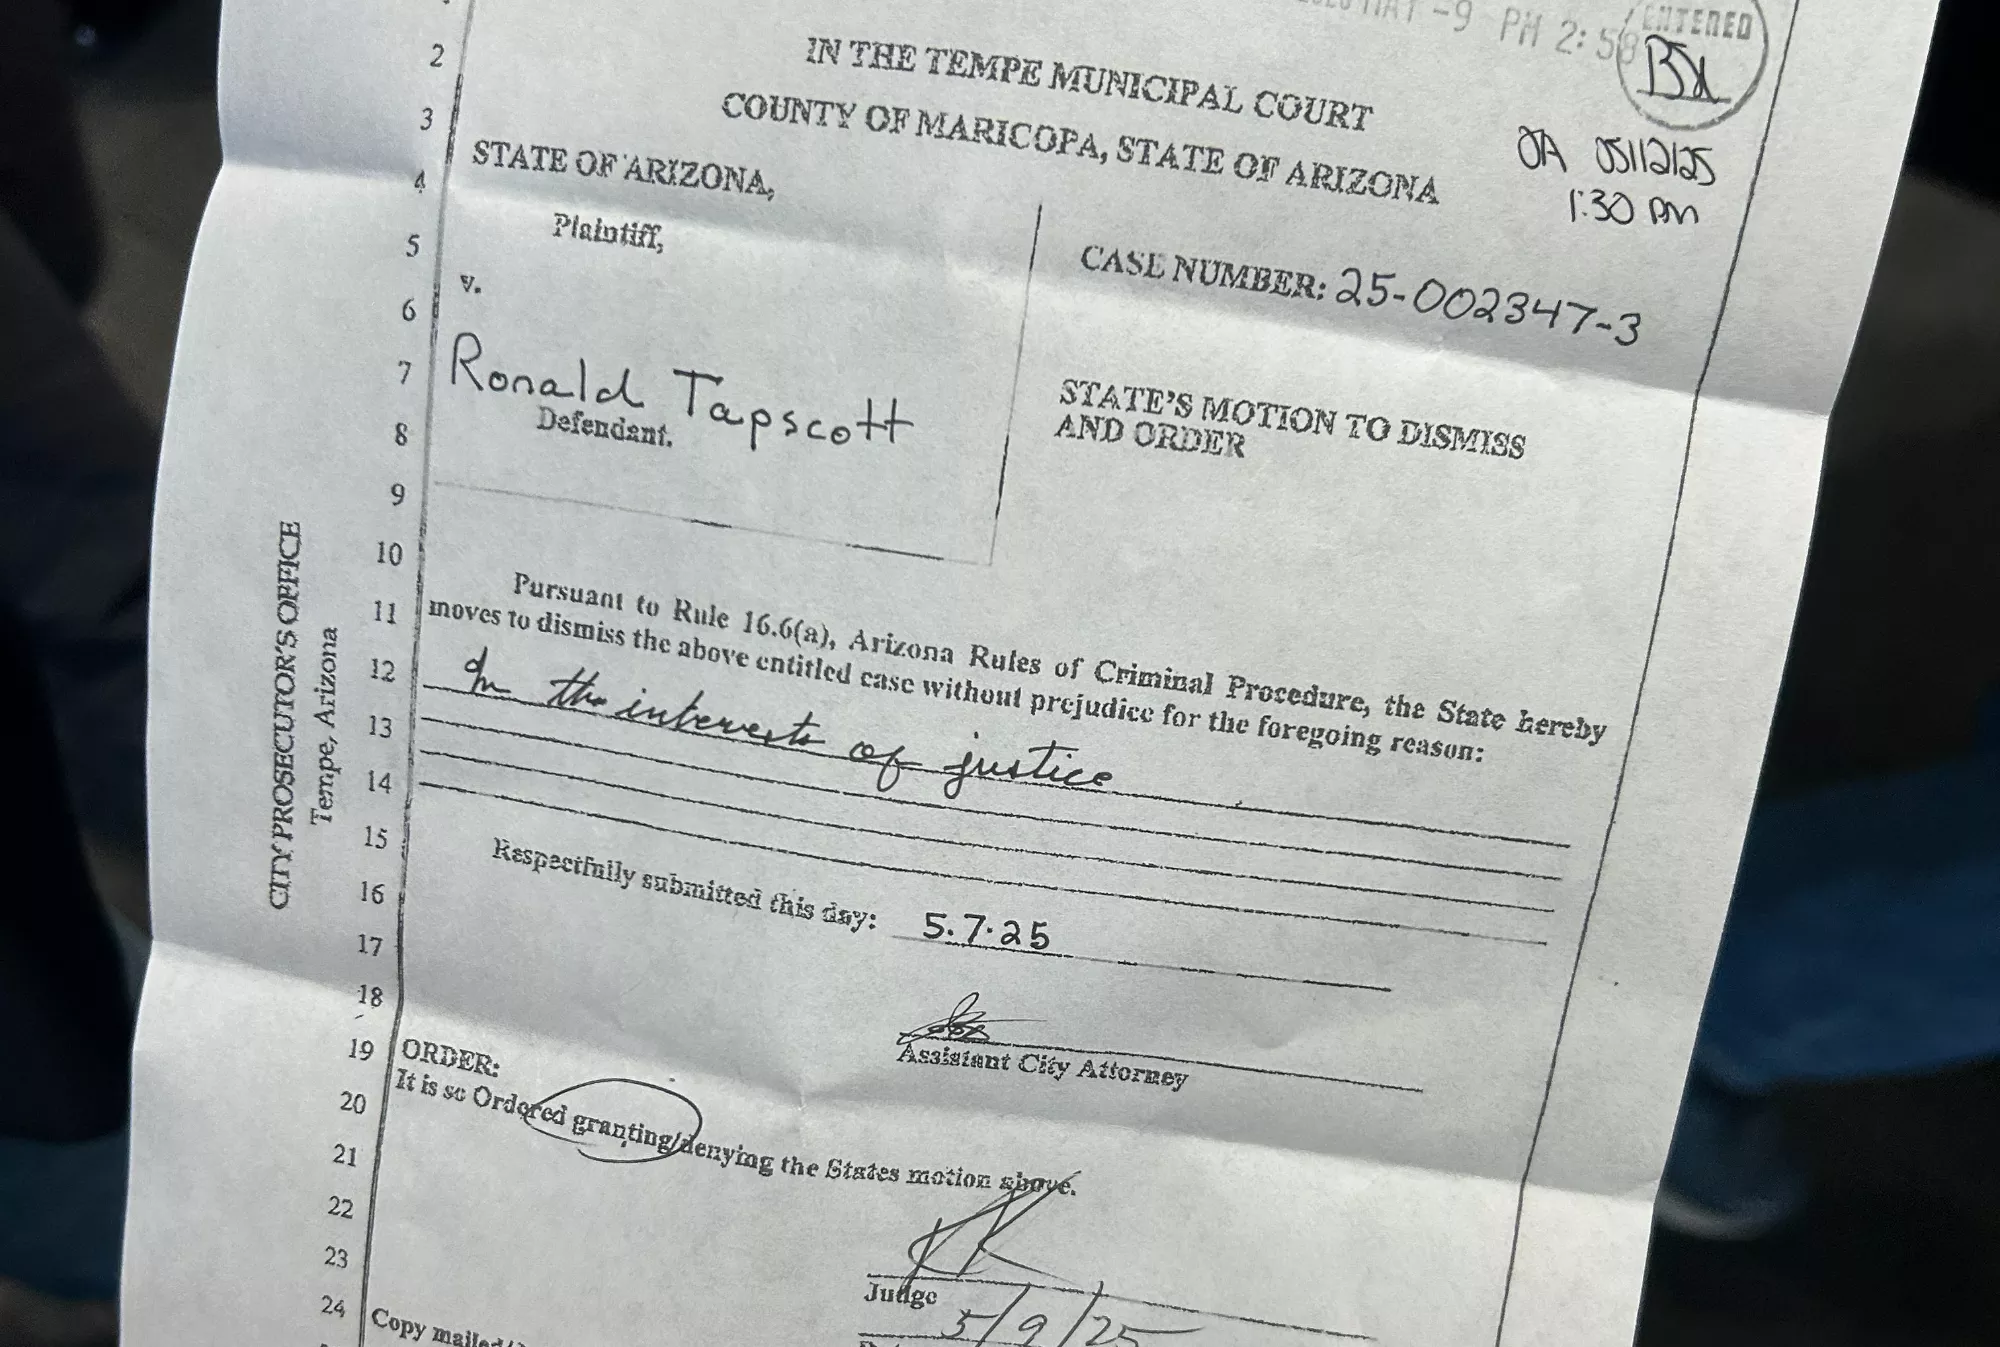 -9 PM 2:58
ENTERED
2
IN THE TEMPE MUNICIPAL COURT
3
COUNTY OF MARICOPA, STATE OF ARIZONA
05/12/25
1:30 pm
4
STATE OF ARIZONA,
5
Plaintiff,
CASE NUMBER: 25-002347-3
6
v.
7
Ronald Tapscott
8
Defendant.
STATE'S MOTION TO DISMISS
AND ORDER
9
10
11
Pursuant to Rule 16.6(a), Arizona Rules of Criminal Procedure, the State hereby
moves to dismiss the above entitled case without prejudice for the foregoing reason:
12
In the interests of justice
13
14
15
Respectfully submitted this day: 5.7.25
16
17
18
Assistant City Attorney
19
ORDER:
20
It is so Ordered granting/denying the States motion above.
21
22
23
Judge
24
5/9/25
Copy mailed/
CITY PROSECUTOR'S OFFICE
Tempe, Arizona